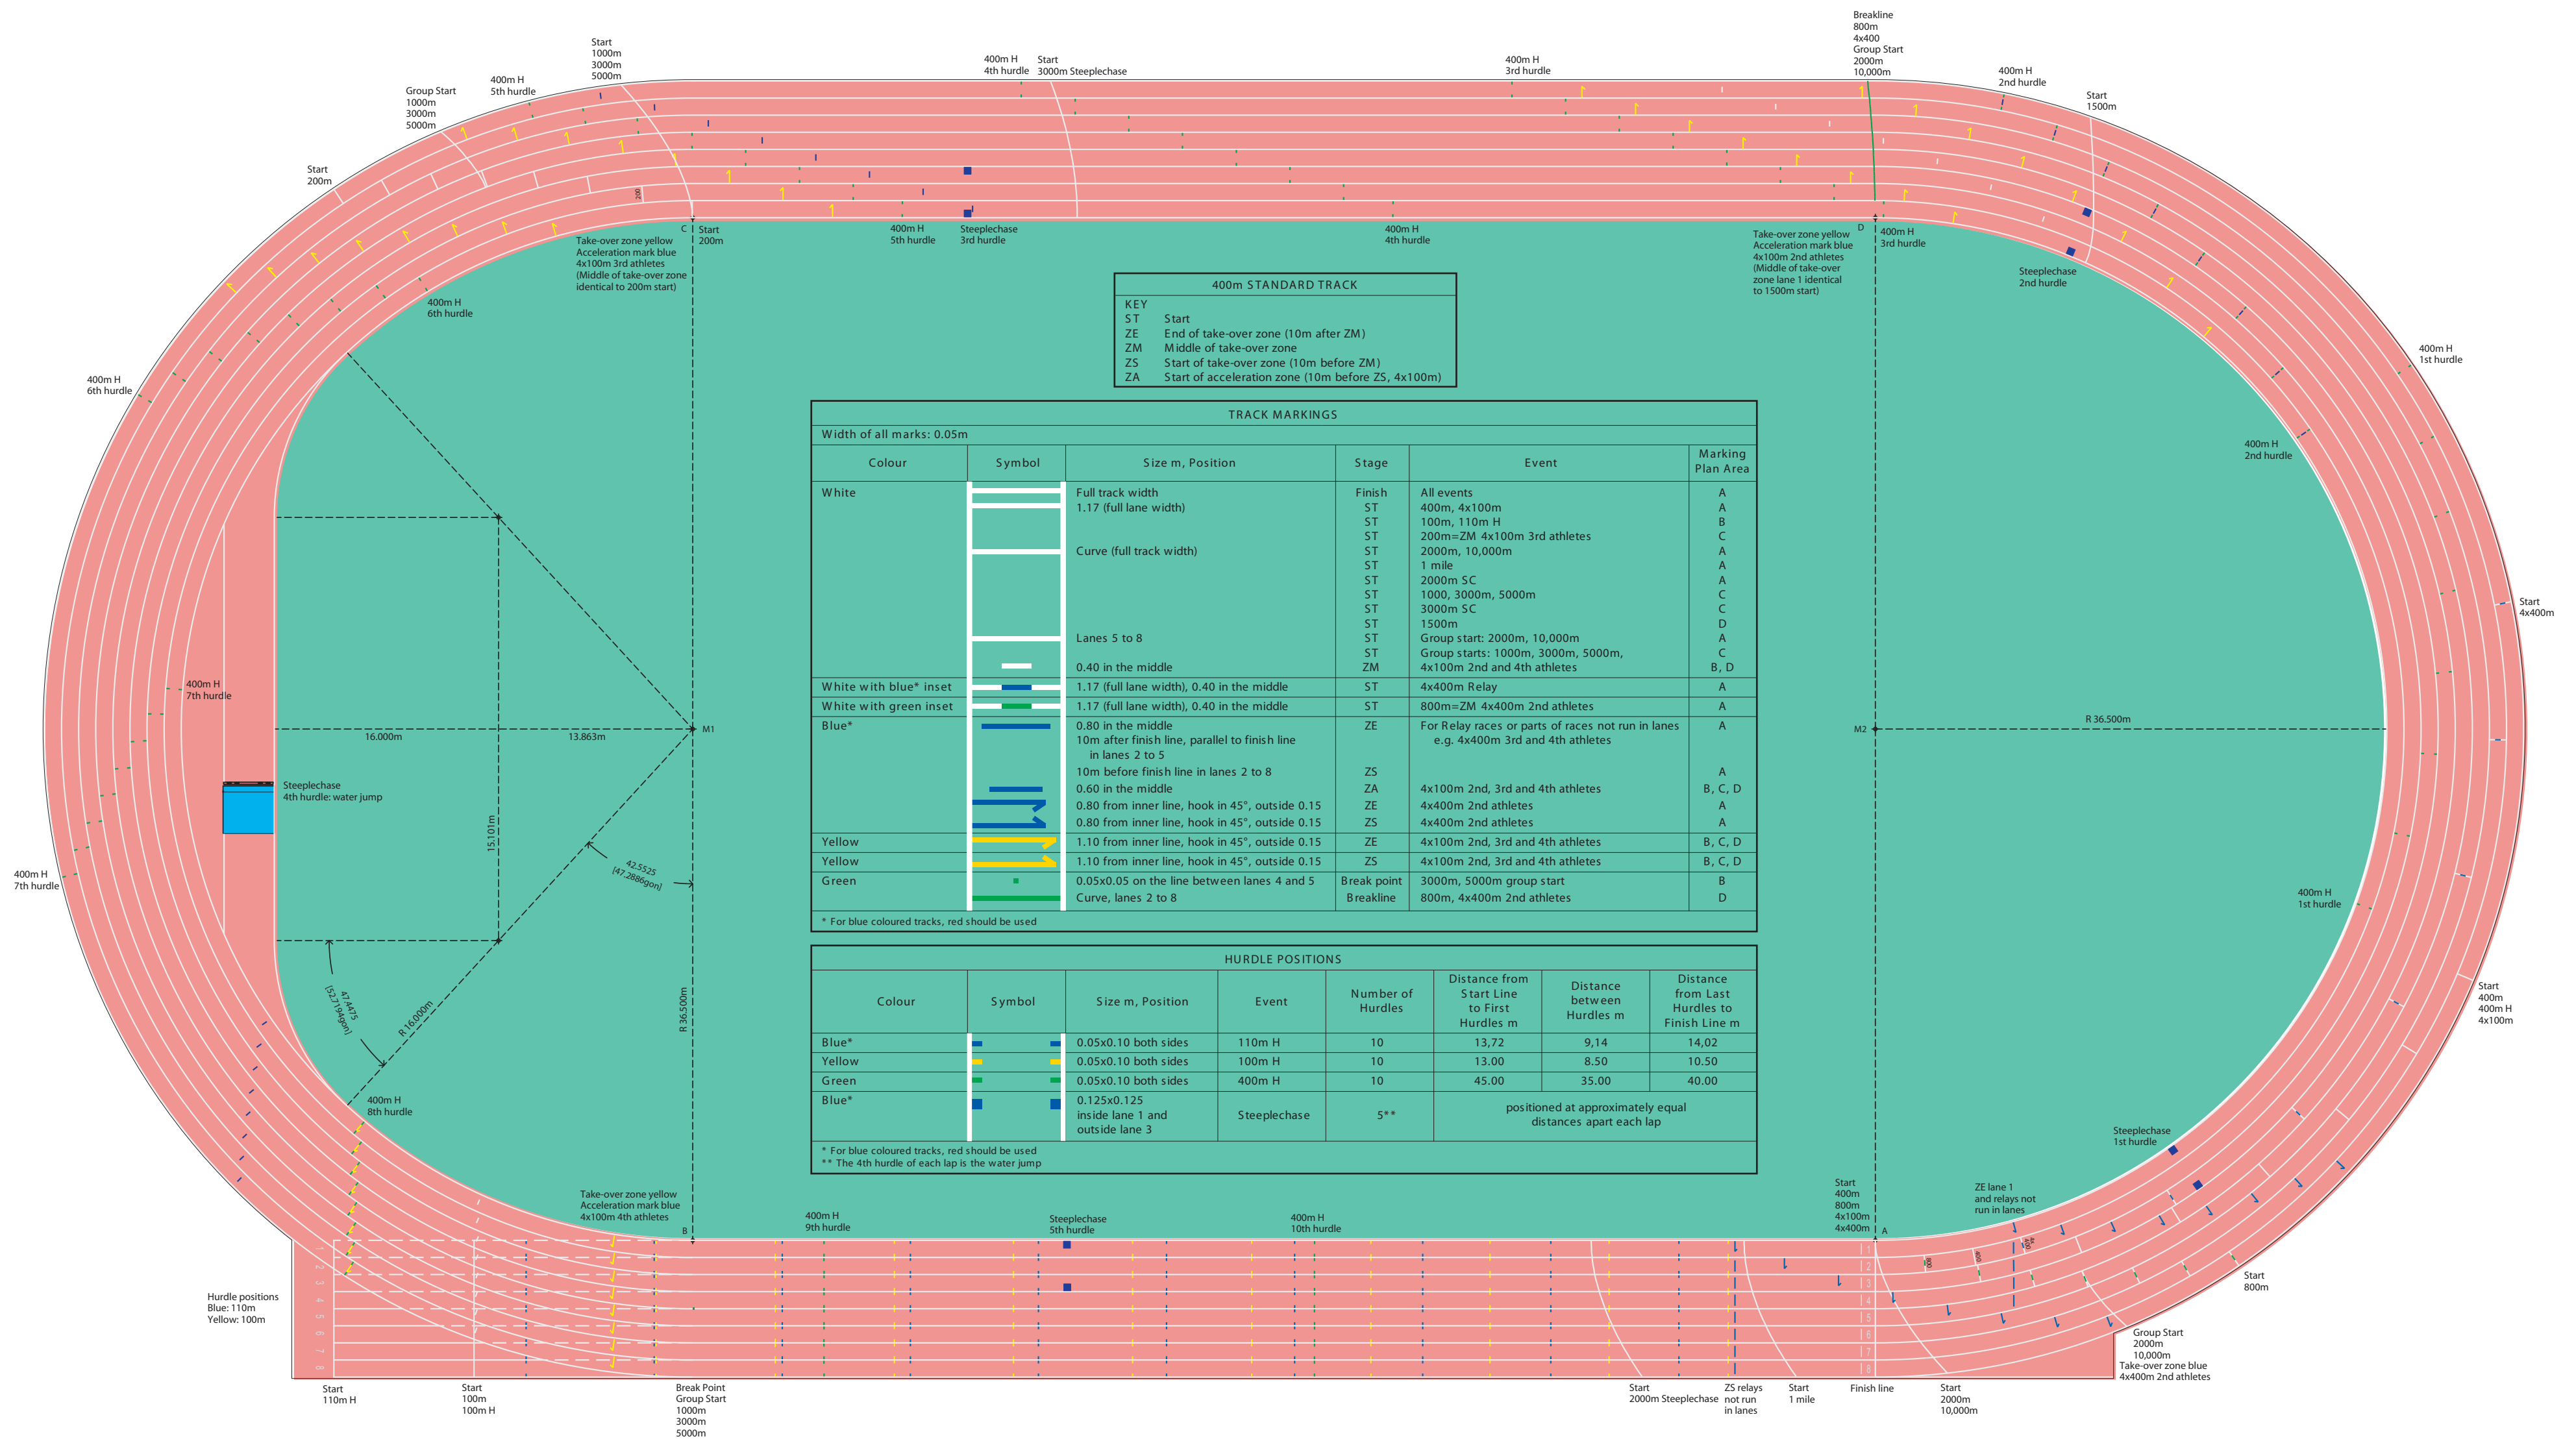 Breakline
800m
4x400
Group Start
2000m
10,000m
Start
1000m
3000m
5000m
400m H
4th hurdle
Start
3000m Steeplechase
400m H
3rd hurdle
400m H
2nd hurdle
Start
1500m
400m H
5th hurdle
Group Start
1000m
3000m
5000m
Start
200m
200
C
Start
200m
Take-over zone yellow
Acceleration mark blue
4x100m 3rd athletes
(Middle of take-over zone
identical to 200m start)
400m H
5th hurdle
Steeplechase
3rd hurdle
400m H
4th hurdle
Take-over zone yellow
Acceleration mark blue
4x100m 2nd athletes
(Middle of take-over
zone lane 1 identical
to 1500m start)
D
400m H
3rd hurdle
Steeplechase
2nd hurdle
400m H
6th hurdle
400m H
6th hurdle
400m H
1st hurdle
400m H
2nd hurdle
400m STANDARD TRACK
KEY
ST Start
ZE End of take-over zone (10m after ZM)
ZM Middle of take-over zone
ZS Start of take-over zone (10m before ZM)
ZA Start of acceleration zone (10m before ZS, 4x100m)
TRACK MARKINGS
Width of all marks: 0.05m
Colour Symbol Size m, Position Stage Event Marking
Plan Area
White Full track width Finish All events A
1.17 (full lane width) ST 400m, 4x100m A
ST 100m, 110m H B
ST 200m=ZM 4x100m 3rd athletes C
Curve (full track width) ST 2000m, 10,000m A
ST 1 mile A
ST 2000m SC A
ST 1000, 3000m, 5000m C
ST 3000m SC C
ST 1500m D
Lanes 5 to 8 ST Group start: 2000m, 10,000m A
ST Group starts: 1000m, 3000m, 5000m, C
0.40 in the middle ZM 4x100m 2nd and 4th athletes B, D
White with blue* inset 1.17 (full lane width), 0.40 in the middle ST 4x400m Relay A
White with green inset 1.17 (full lane width), 0.40 in the middle ST 800m=ZM 4x400m 2nd athletes A
Blue* 0.80 in the middle ZE For Relay races or parts of races not run in lanes A
10m after finish line, parallel to finish line e.g. 4x400m 3rd and 4th athletes
in lanes 2 to 5
10m before finish line in lanes 2 to 8 ZS A
0.60 in the middle ZA 4x100m 2nd, 3rd and 4th athletes B, C, D
0.80 from inner line, hook in 45°, outside 0.15 ZE 4x400m 2nd athletes A
0.80 from inner line, hook in 45°, outside 0.15 ZS 4x400m 2nd athletes A
Yellow 1.10 from inner line, hook in 45°, outside 0.15 ZE 4x100m 2nd, 3rd and 4th athletes B, C, D
Yellow 1.10 from inner line, hook in 45°, outside 0.15 ZS 4x100m 2nd, 3rd and 4th athletes B, C, D
Green 0.05x0.05 on the line between lanes 4 and 5 Break point 3000m, 5000m group start B
Curve, lanes 2 to 8 Breakline 800m, 4x400m 2nd athletes D
* For blue coloured tracks, red should be used
HURDLE POSITIONS
Colour Symbol Size m, Position Event Number of
Hurdles Distance from
Start Line
to First
Hurdles m Distance
between
Hurdles m Distance
from Last
Hurdles to
Finish Line m
Blue* 0.05x0.10 both sides 110m H 10 13,72 9,14 14,02
Yellow 0.05x0.10 both sides 100m H 10 13.00 8.50 10.50
Green 0.05x0.10 both sides 400m H 10 45.00 35.00 40.00
Blue* 0.125x0.125
inside lane 1 and
outside lane 3 Steeplechase 5** positioned at approximately equal
distances apart each lap
* For blue coloured tracks, red should be used
** The 4th hurdle of each lap is the water jump
400m H
7th hurdle
M1
16.000m
13.863m
M2
R 36.500m
Start
4x400m
Steeplechase
4th hurdle: water jump
15.101m
42.5525
[47.2886gon]
400m H
7th hurdle
400m H
1st hurdle
47.4475
[52.7194gon]
R 16.000m
R 36.500m
Start
400m
400m H
4x100m
400m H
8th hurdle
Steeplechase
1st hurdle
Take-over zone yellow
Acceleration mark blue
4x100m 4th athletes
B
400m H
9th hurdle
Steeplechase
5th hurdle
400m H
10th hurdle
Start
400m
800m
4x100m
4x400m
A
ZE lane 1
and relays not
run in lanes
800
400
4x
400
1
2
3
4
5
6
7
8
1
2
3
4
5
6
7
8
Start
800m
Hurdle positions
Blue: 110m
Yellow: 100m
Group Start
2000m
10,000m
Take-over zone blue
4x400m 2nd athletes
Start
110m H
Start
100m
100m H
Break Point
Group Start
1000m
3000m
5000m
Start
2000m Steeplechase
ZS relays
not run
in lanes
Start
1 mile
Finish line
Start
2000m
10,000m